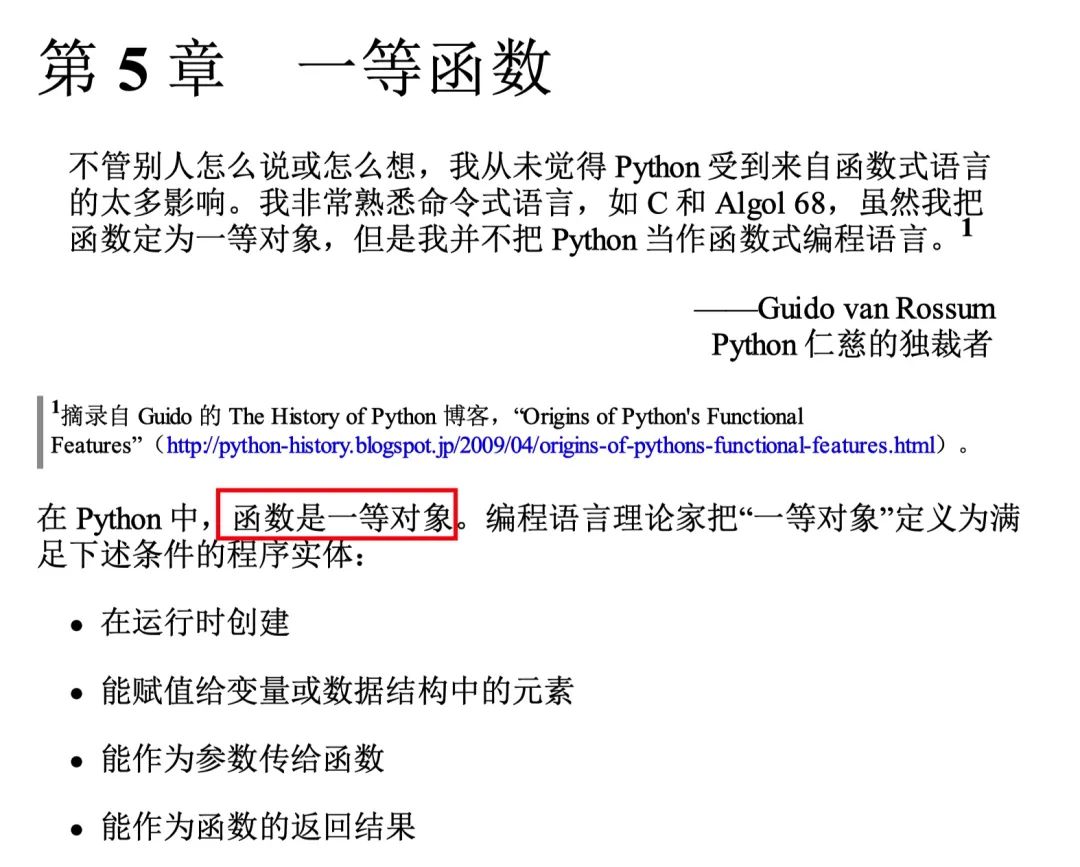 第 5 章 一等函数
不管别人怎么说或怎么想，我从未觉得 Python 受到来自函数式语言
的太多影响。我非常熟悉命令式语言，如 C 和 Algol 68，虽然我把
函数定为一等对象，但是我并不把 Python 当作函数式编程语言。1
——Guido van Rossum
Python 仁慈的独裁者
1摘录自 Guido 的 The History of Python 博客，“Origins of Python's Functional
Features”（http://python-history.blogspot.jp/2009/04/origins-of-pythons-functional-features.html）。
在 Python 中，函数是一等对象。编程语言理论家把“一等对象”定义为满
足下述条件的程序实体：
• 在运行时创建
• 能赋值给变量或数据结构中的元素
• 能作为参数传给函数
• 能作为函数的返回结果